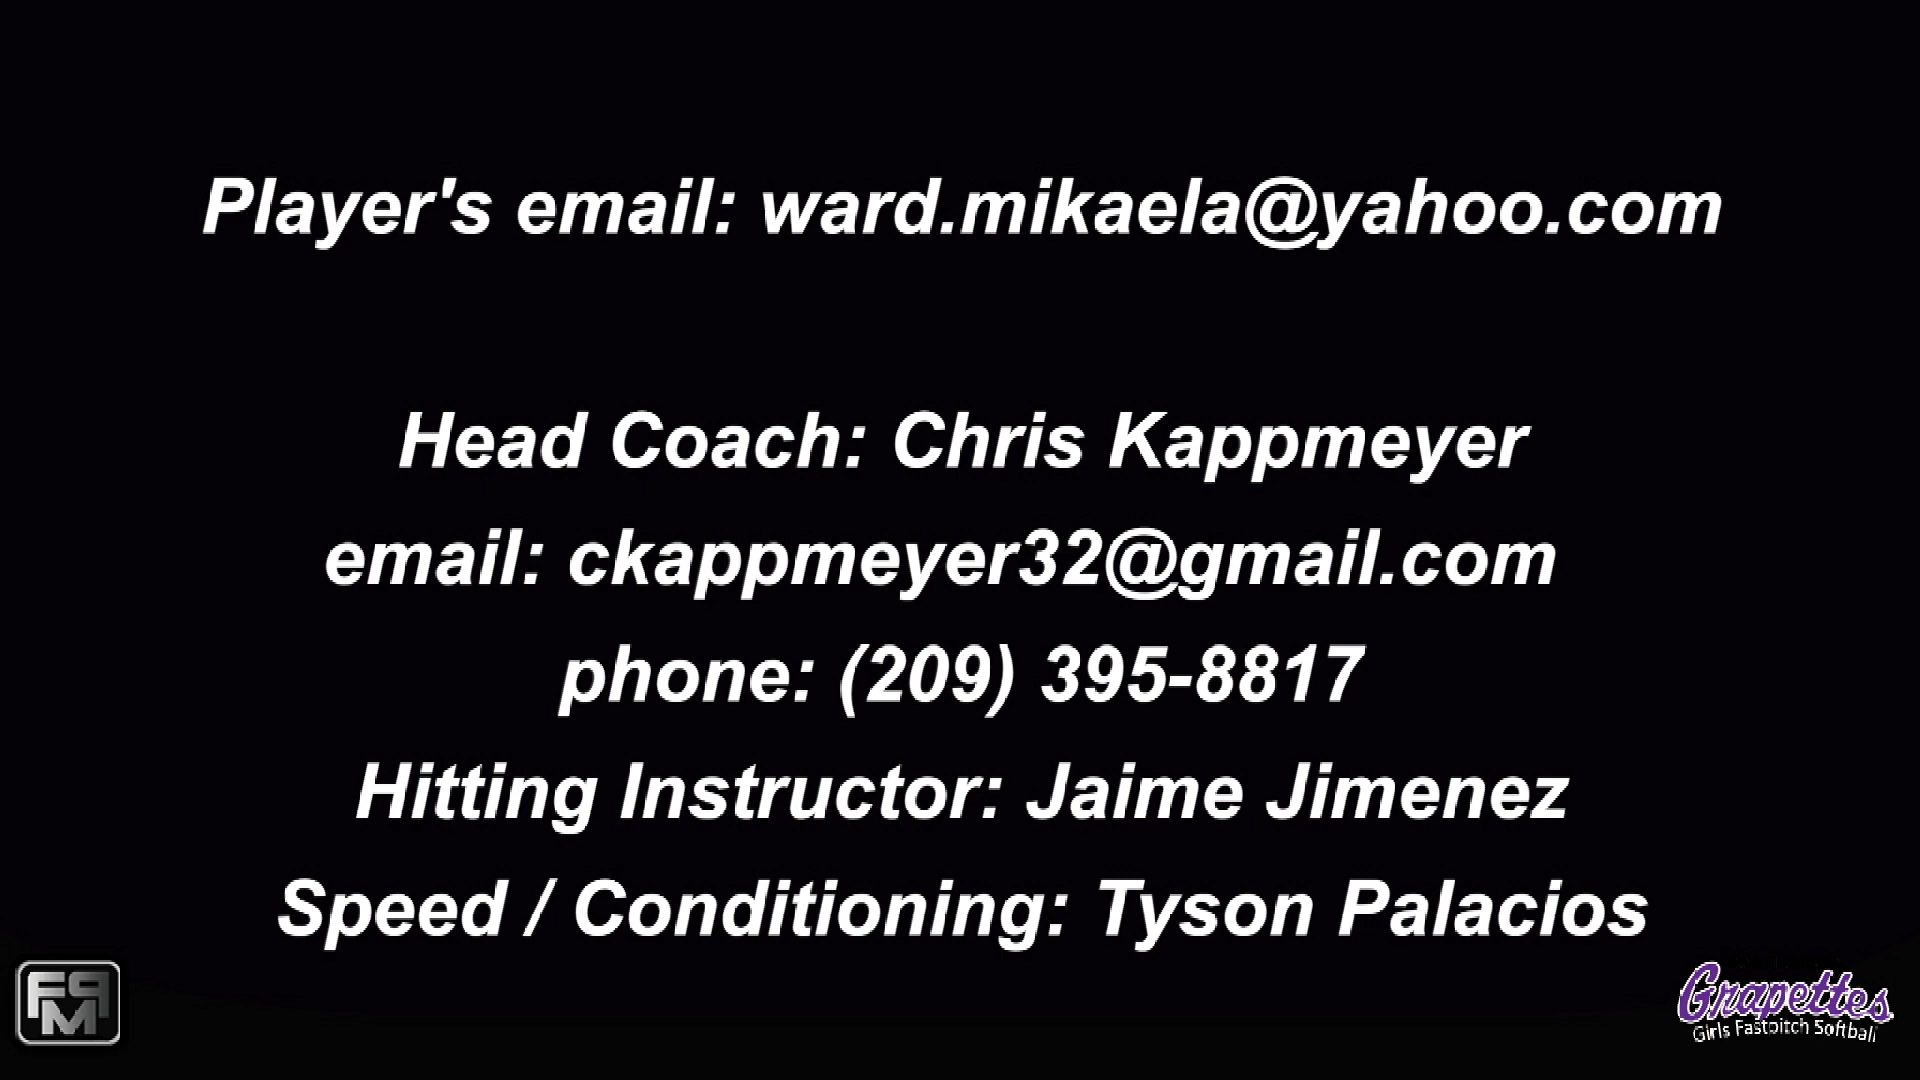 Player's email: ward.mikaela@yahoo.com
Head Coach: Chris Kappmeyer
email: ckappmeyer32@gmail.com
phone: (209) 395-8817
Hitting Instructor: Jaime Jimenez
Speed / Conditioning: Tyson Palacios
FPM
Grapettes
Girls Fastpitch Softball